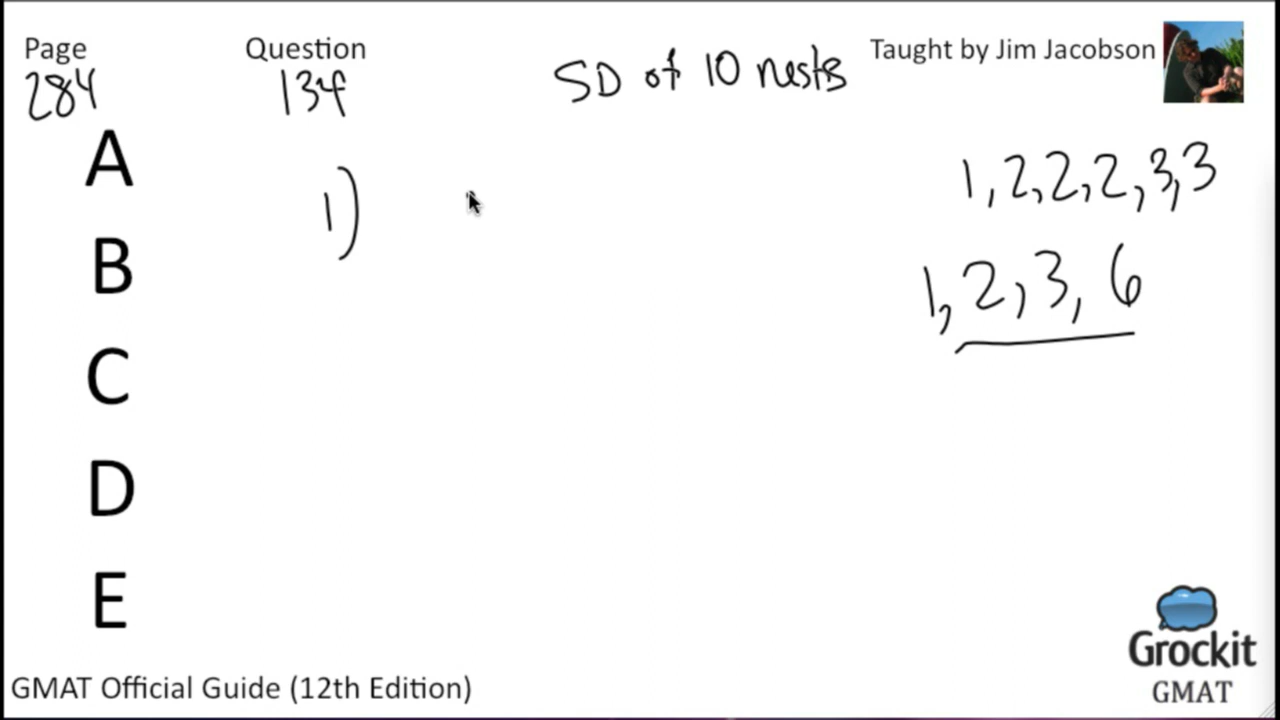 Page Question Taught by Jim Jacobson
284 134 SD of 10 nests
A
1) 1, 2, 2, 2, 3, 3
B
1, 2, 3, 6
C
D
E
Grockit
GMAT
GMAT Official Guide (12th Edition)